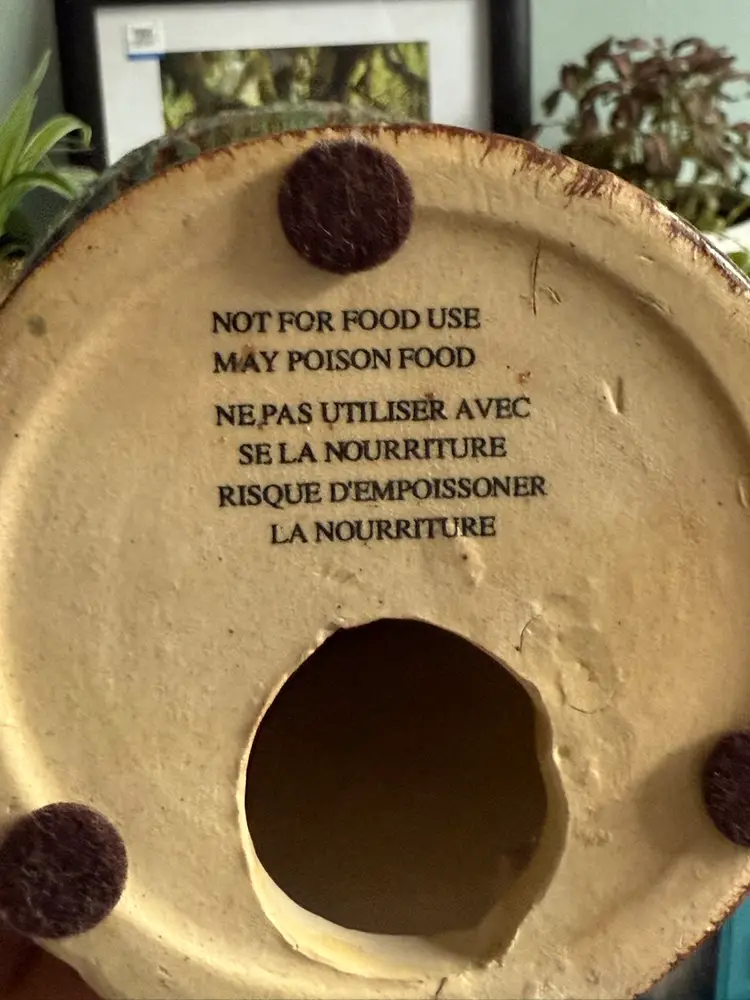 NOT FOR FOOD USE
MAY POISON FOOD
NE PAS UTILISER AVEC
SE LA NOURRITURE
RISQUE D'EMPOISSONER
LA NOURRITURE